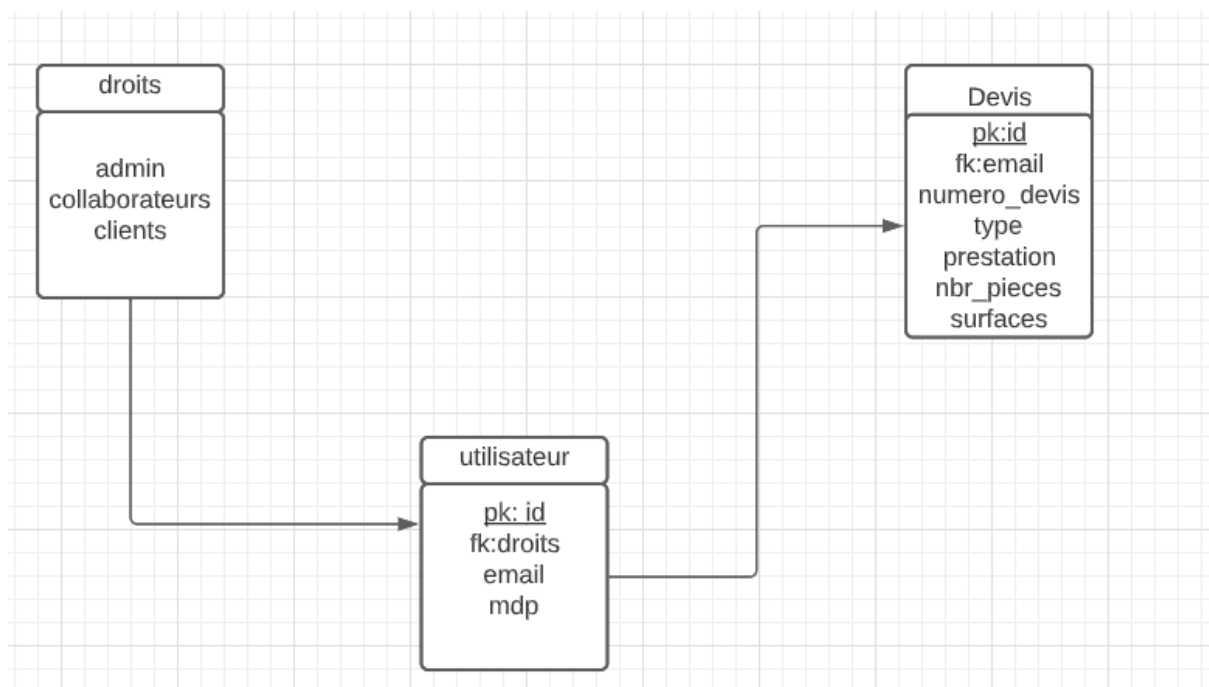 droits
admin
collaborateurs
clients
Devis
pk:id
fk:email
numero_devis
type
prestation
nbr_pieces
surfaces
utilisateur
pk: id
fk:droits
email
mdp